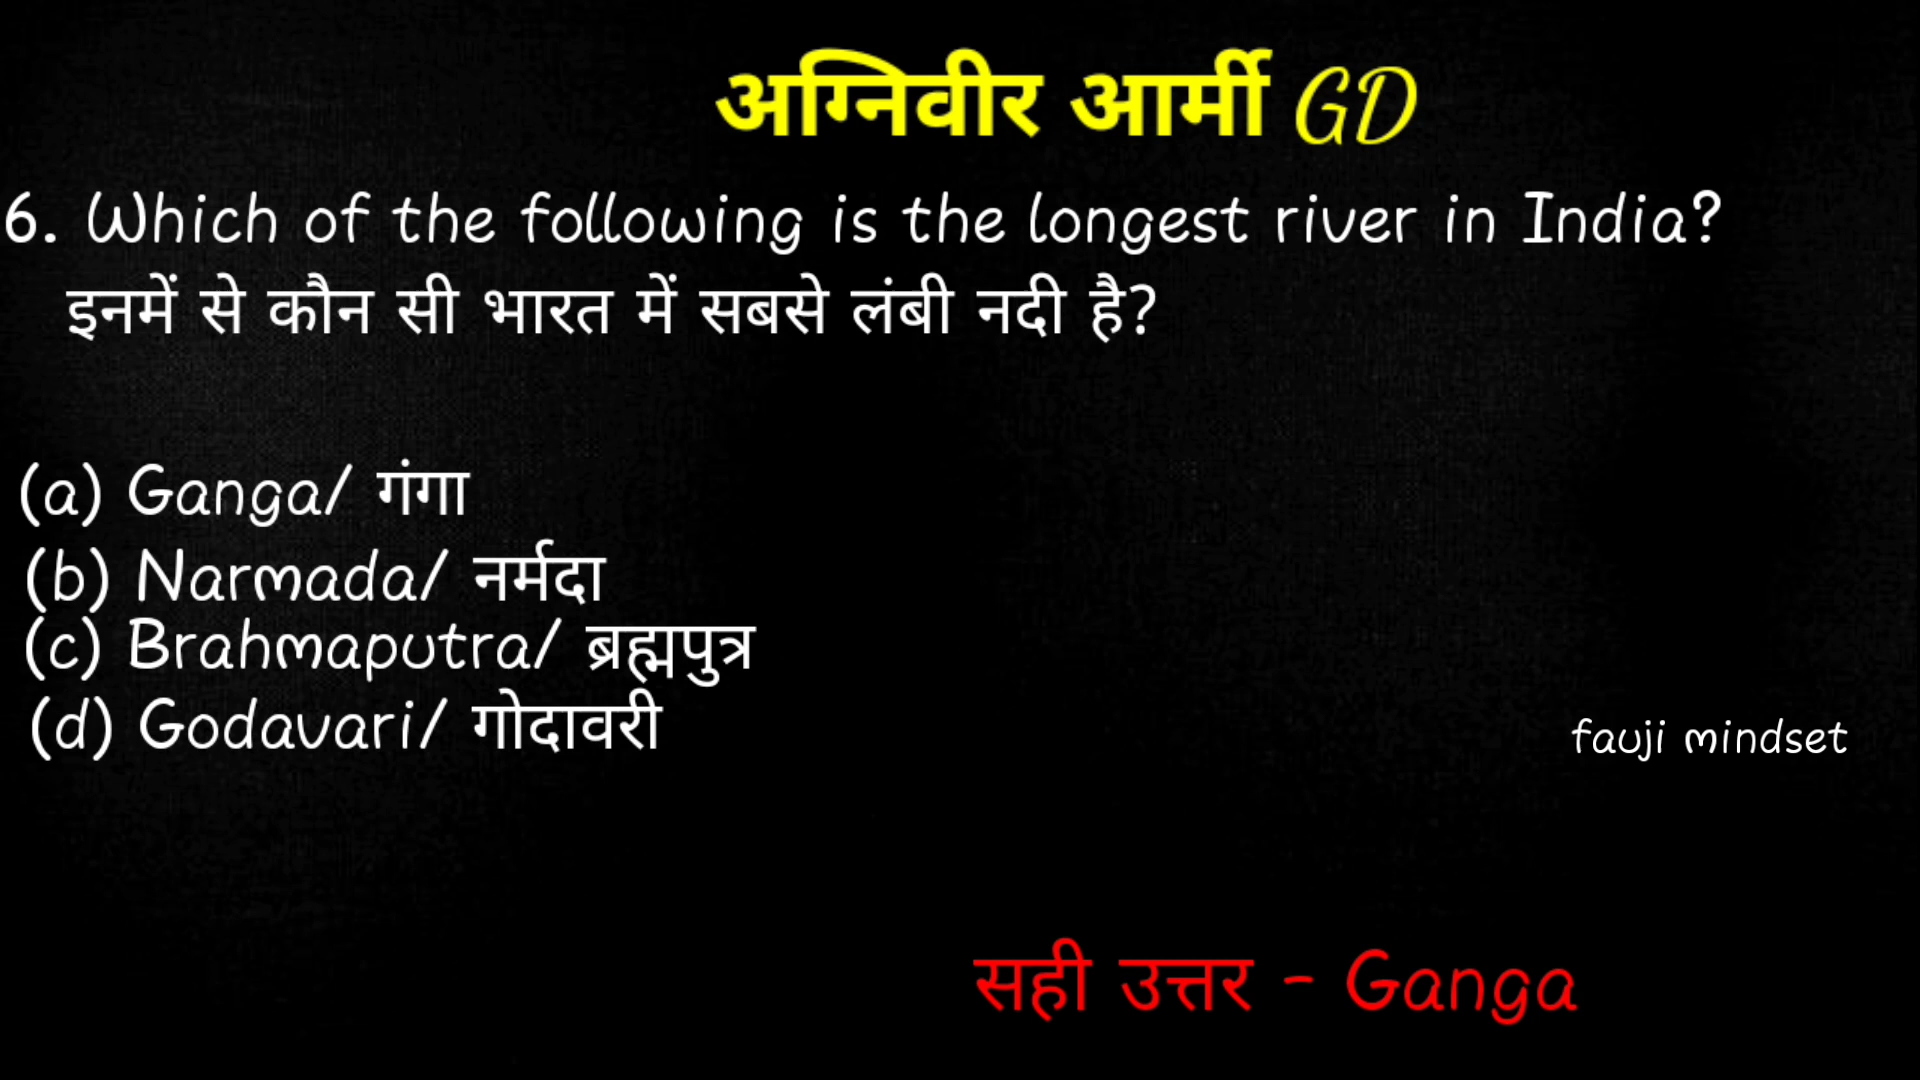 अग्निवीर आर्मी GD
6. Which of the following is the longest river in India?
इनमें से कौन सी भारत में सबसे लंबी नदी है?
(a) Ganga/ गंगा
(b) Narmada/ नर्मदा
(c) Brahmaputra/ ब्रह्मपुत्र
(d) Godavari/ गोदावरी
fauji mindset
सही उत्तर - Ganga